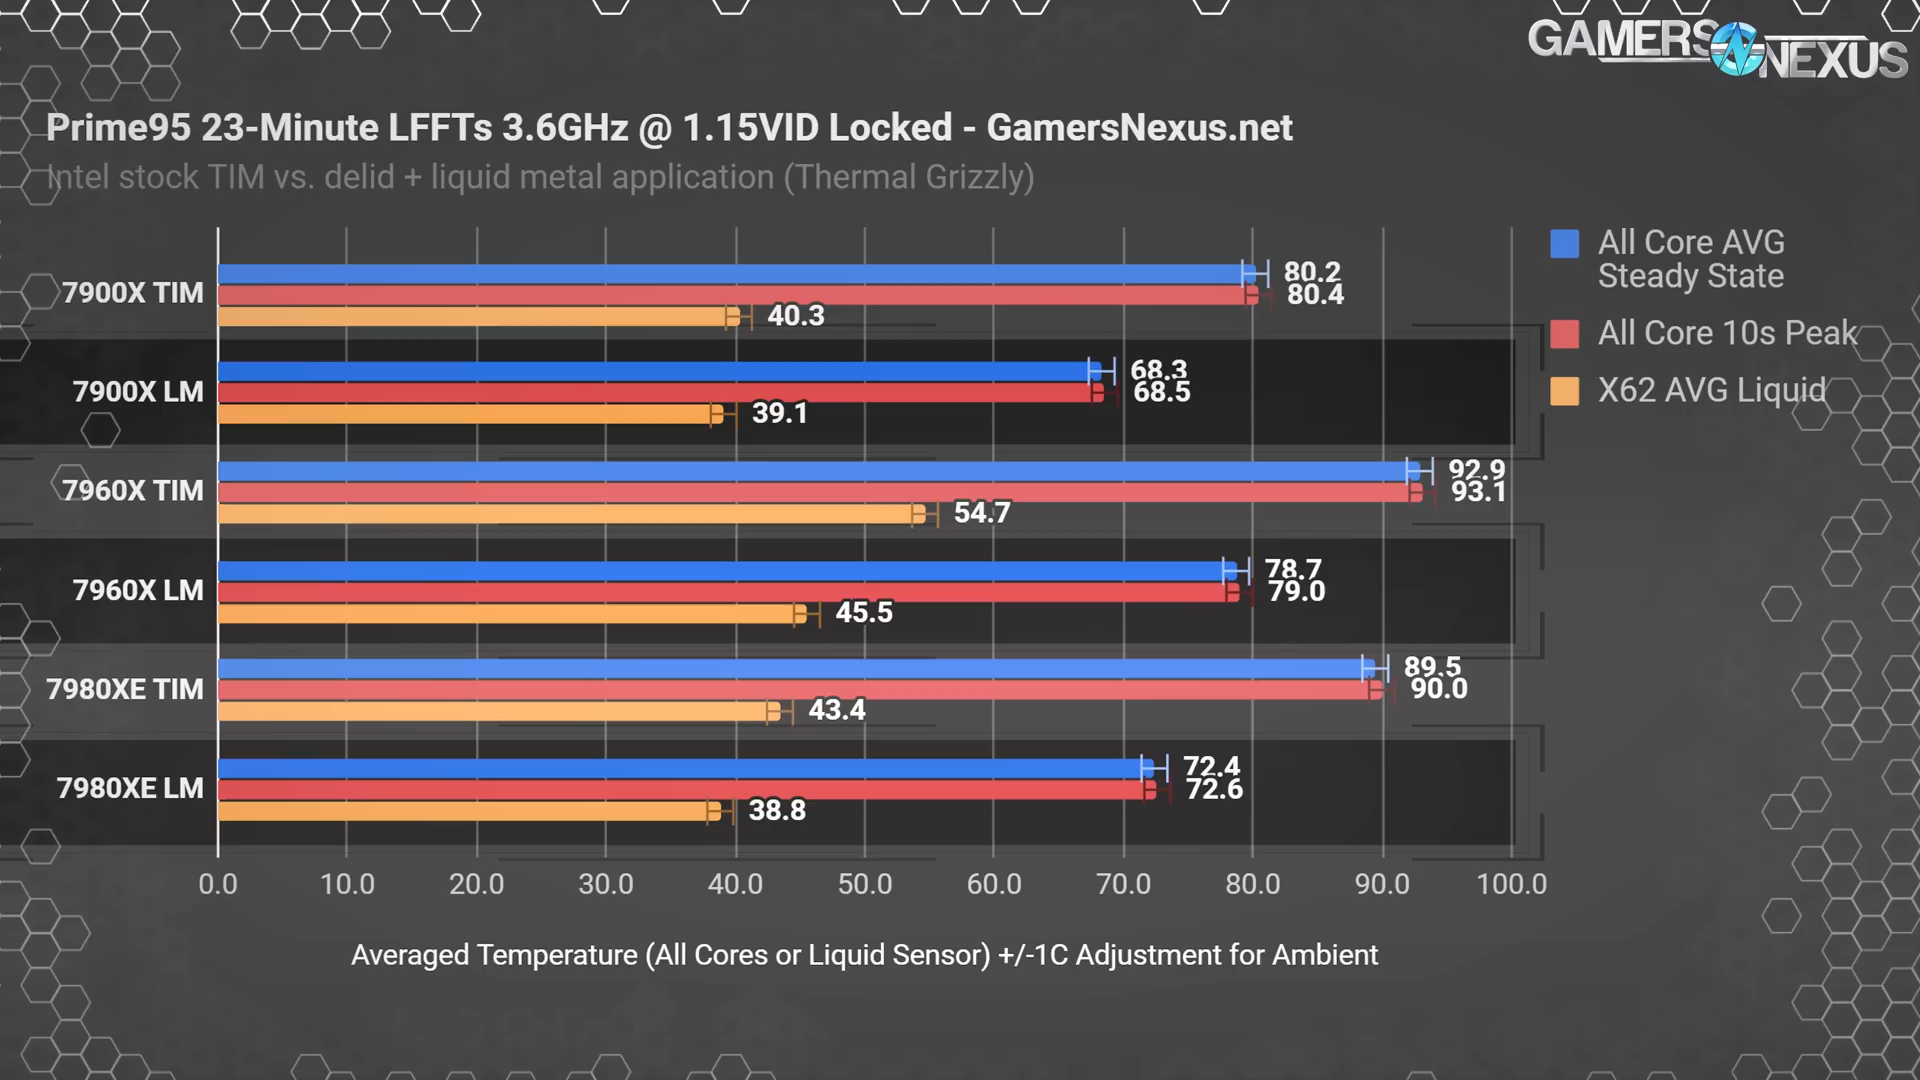 GAMERS NEXUS
Prime95 23-Minute LFFTs 3.6GHz @ 1.15VID Locked - GamersNexus.net
Intel stock TIM vs. delid + liquid metal application (Thermal Grizzly)
All Core AVG
Steady State
All Core 10s Peak
X62 AVG Liquid
7900X TIM
80.2
80.4
40.3
7900X LM
68.3
68.5
39.1
7960X TIM
92.9
93.1
54.7
7960X LM
78.7
79.0
45.5
7980XE TIM
89.5
90.0
43.4
7980XE LM
72.4
72.6
38.8
0.0 10.0 20.0 30.0 40.0 50.0 60.0 70.0 80.0 90.0 100.0
Averaged Temperature (All Cores or Liquid Sensor) +/-1C Adjustment for Ambient